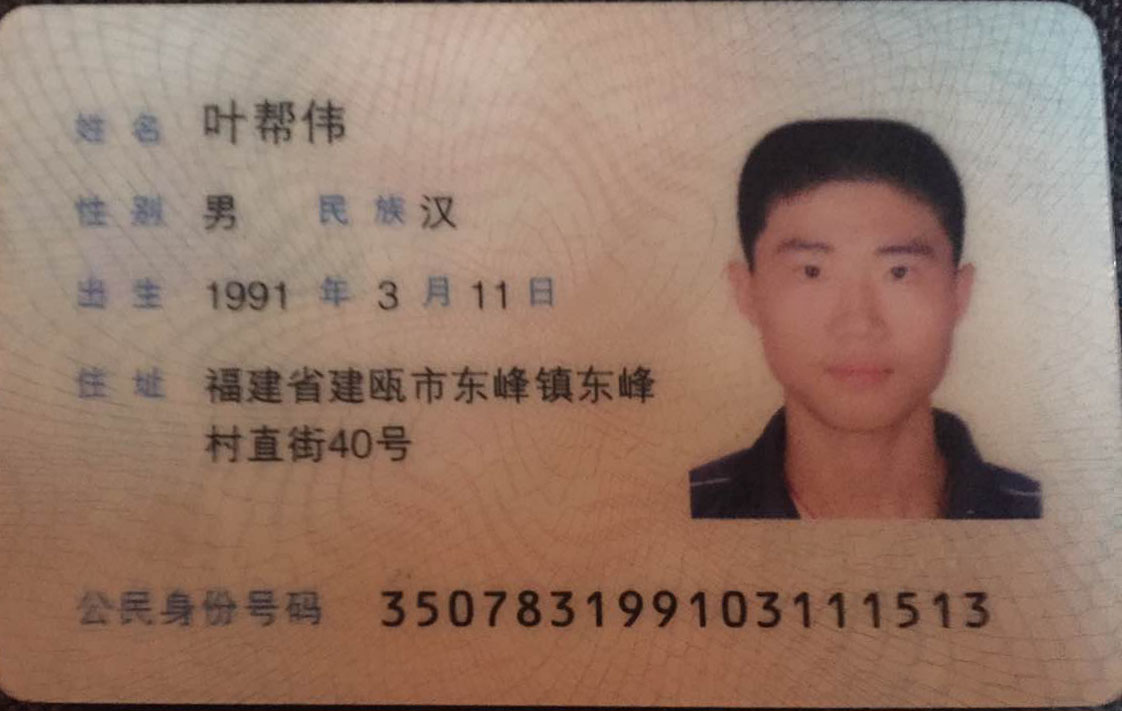 姓名 叶帮伟
性别 男 民族 汉
出生 1991 年 3 月 11 日
住址 福建省建瓯市东峰镇东峰
村直街40号
公民身份号码 350783199103111513